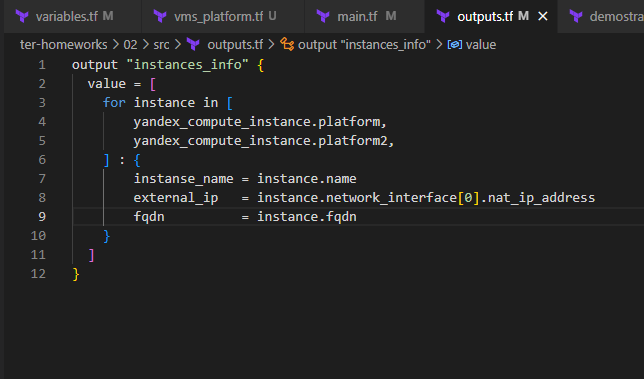 variables.tf M vms_platform.tf U main.tf M outputs.tf M × demostra
ter-homeworks > 02 > src > outputs.tf > output "instances_info" > value
1 output "instances_info" {
2   value = [
3     for instance in [
4         yandex_compute_instance.platform,
5         yandex_compute_instance.platform2,
6     ] : {
7         instanse_name = instance.name
8         external_ip   = instance.network_interface[0].nat_ip_address
9         fqdn          = instance.fqdn
10     }
11   ]
12 }